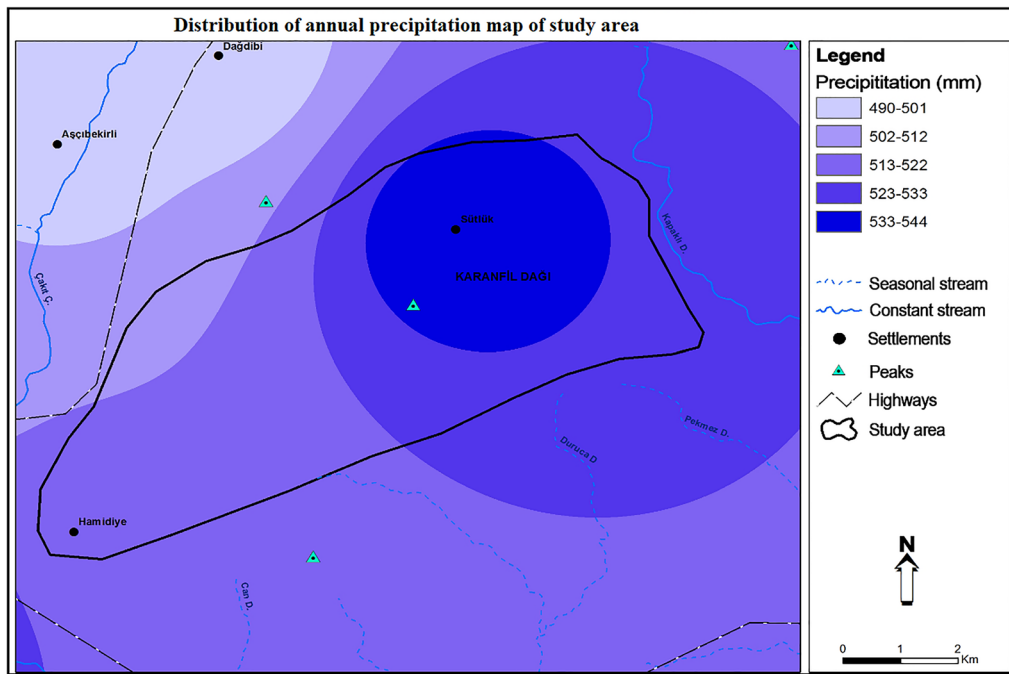 Distribution of annual precipitation map of study area
Dağdibi
Aşçıbekirli
Çakıt Ç.
Kapaklı D.
KARANFİL DAĞI
Pekmez D.
Duruca D
Hamidiye
Can D.
Legend
Precipititation (mm)
490-501
502-512
513-522
523-533
533-544
Seasonal stream
Constant stream
Settlements
Peaks
Highways
Study area
N
0 1 2
Km